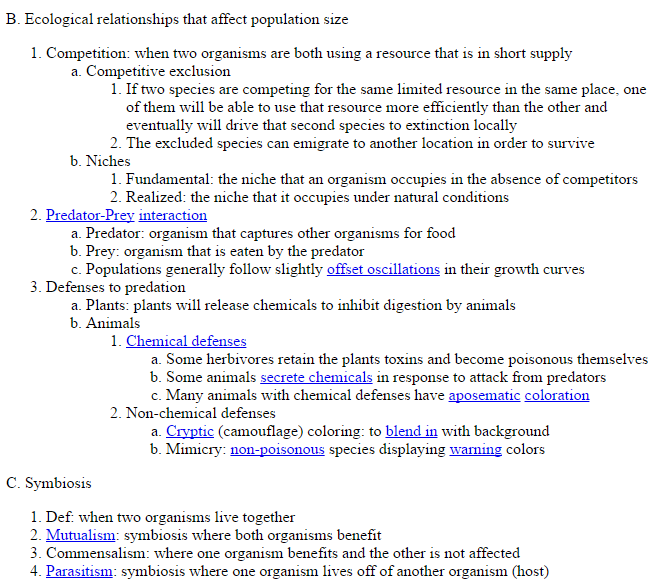 B. Ecological relationships that affect population size
1. Competition: when two organisms are both using a resource that is in short supply
a. Competitive exclusion
1. If two species are competing for the same limited resource in the same place, one
of them will be able to use that resource more efficiently than the other and
eventually will drive that second species to extinction locally
2. The excluded species can emigrate to another location in order to survive
b. Niches
1. Fundamental: the niche that an organism occupies in the absence of competitors
2. Realized: the niche that it occupies under natural conditions
2. Predator-Prey interaction
a. Predator: organism that captures other organisms for food
b. Prey: organism that is eaten by the predator
c. Populations generally follow slightly offset oscillations in their growth curves
3. Defenses to predation
a. Plants: plants will release chemicals to inhibit digestion by animals
b. Animals
1. Chemical defenses
a. Some herbivores retain the plants toxins and become poisonous themselves
b. Some animals secrete chemicals in response to attack from predators
c. Many animals with chemical defenses have aposematic coloration
2. Non-chemical defenses
a. Cryptic (camouflage) coloring: to blend in with background
b. Mimicry: non-poisonous species displaying warning colors
C. Symbiosis
1. Def: when two organisms live together
2. Mutualism: symbiosis where both organisms benefit
3. Commensalism: where one organism benefits and the other is not affected
4. Parasitism: symbiosis where one organism lives off of another organism (host)